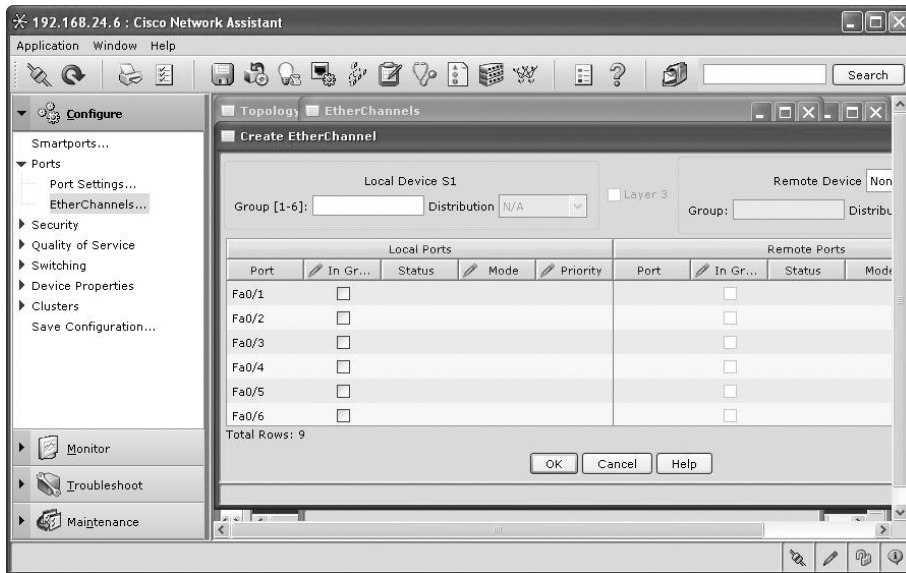 192.168.24.6 : Cisco Network Assistant
Application Window Help
Search
Configure
Smartports...
Ports
Port Settings...
EtherChannels...
Security
Quality of Service
Switching
Device Properties
Clusters
Save Configuration...
Monitor
Troubleshoot
Maintenance
Topology EtherChannels
Create EtherChannel
Local Device S1
Group [1-6]: Distribution N/A
Layer 3
Remote Device Non
Group: Distribu
Local Ports Remote Ports
Port In Gr... Status Mode Priority Port In Gr... Status Mode
Fa0/1
Fa0/2
Fa0/3
Fa0/4
Fa0/5
Fa0/6
Total Rows: 9
OK Cancel Help